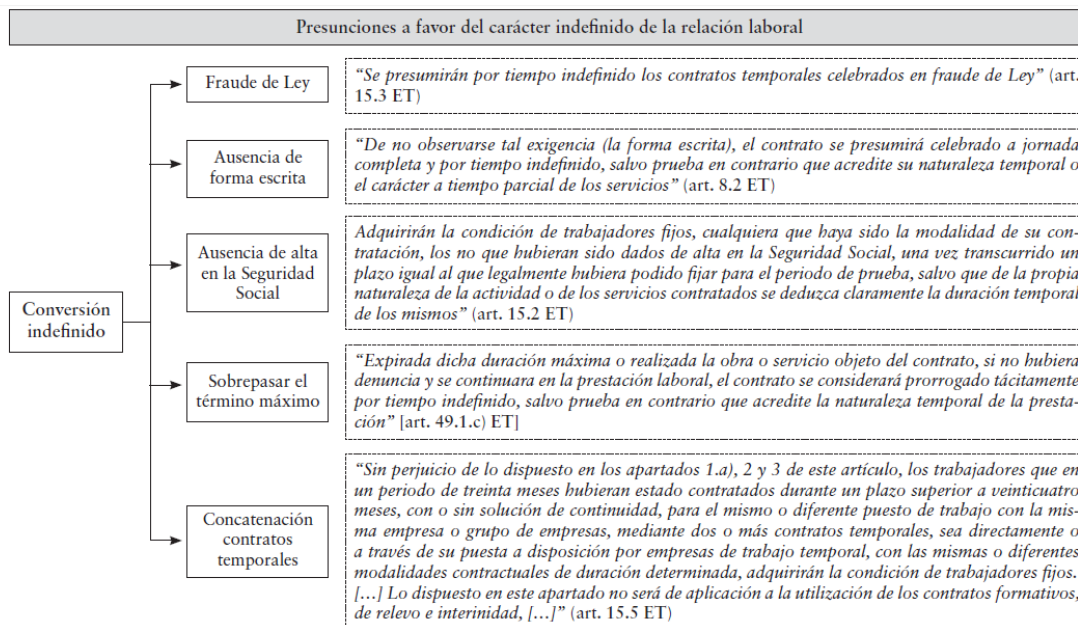 Presunciones a favor del carácter indefinido de la relación laboral
Conversión
indefinido
Fraude de Ley
“Se presumirán por tiempo indefinido los contratos temporales celebrados en fraude de Ley” (art.
15.3 ET)
Ausencia de
forma escrita
“De no observarse tal exigencia (la forma escrita), el contrato se presumirá celebrado a jornada
completa y por tiempo indefinido, salvo prueba en contrario que acredite su naturaleza temporal o
el carácter a tiempo parcial de los servicios” (art. 8.2 ET)
Ausencia de alta
en la Seguridad
Social
Adquirirán la condición de trabajadores fijos, cualquiera que haya sido la modalidad de su con-
tratación, los no que hubieran sido dados de alta en la Seguridad Social, una vez transcurrido un
plazo igual al que legalmente hubiera podido fijar para el periodo de prueba, salvo que de la propia
naturaleza de la actividad o de los servicios contratados se deduzca claramente la duración temporal
de los mismos” (art. 15.2 ET)
Sobrepasar el
término máximo
“Expirada dicha duración máxima o realizada la obra o servicio objeto del contrato, si no hubiera
denuncia y se continuara en la prestación laboral, el contrato se considerará prorrogado tácitamente
por tiempo indefinido, salvo prueba en contrario que acredite la naturaleza temporal de la presta-
ción” [art. 49.1.c) ET]
Concatenación
contratos
temporales
“Sin perjuicio de lo dispuesto en los apartados 1.a), 2 y 3 de este artículo, los trabajadores que en
un periodo de treinta meses hubieran estado contratados durante un plazo superior a veinticuatro
meses, con o sin solución de continuidad, para el mismo o diferente puesto de trabajo con la mis-
ma empresa o grupo de empresas, mediante dos o más contratos temporales, sea directamente o
a través de su puesta a disposición por empresas de trabajo temporal, con las mismas o diferentes
modalidades contractuales de duración determinada, adquirirán la condición de trabajadores fijos.
[…] Lo dispuesto en este apartado no será de aplicación a la utilización de los contratos formativos,
de relevo e interinidad, […]” (art. 15.5 ET)